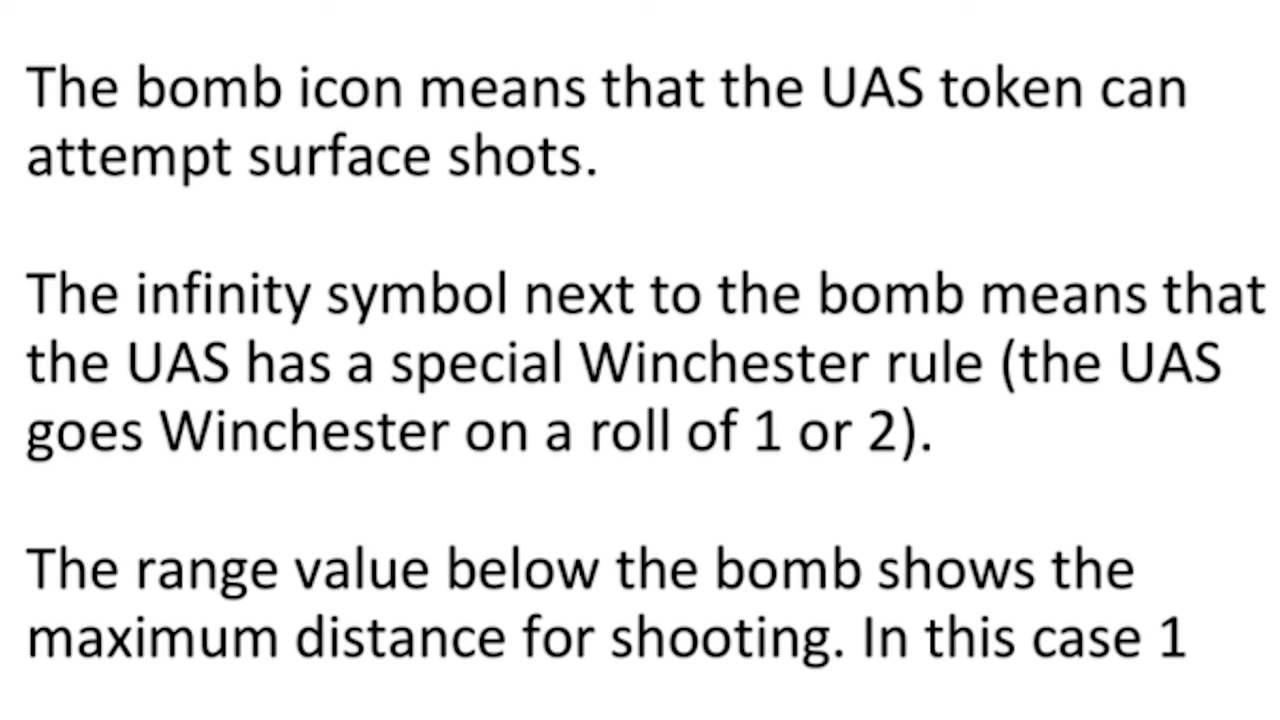 The bomb icon means that the UAS token can
attempt surface shots.
The infinity symbol next to the bomb means that
the UAS has a special Winchester rule (the UAS
goes Winchester on a roll of 1 or 2).
The range value below the bomb shows the
maximum distance for shooting. In this case 1